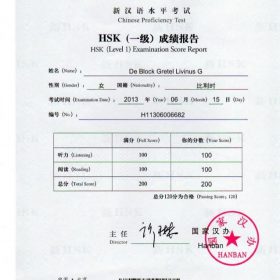 新汉语水平考试
Chinese Proficiency Test
HSK（一级）成绩报告
HSK (Level 1) Examination Score Report
姓名 (Name): De Block Gretel Livinus G
性别 (Gender): 女 国籍 (Nationality): 比利时
考试时间 (Examination Date): 2013 年 (Year) 06 月 (Month) 15 日 (Day)
编号 (No.): H11306006682
满分 (Full Score) 你的分数 (Your Score)
听力 (Listening) 100 100
阅读 (Reading) 100 100
总分 (Total Score) 200 200
总分120分为合格 (Passing Score: 120)
主任 国家汉办
Director Hanban
国家汉办
HANBAN